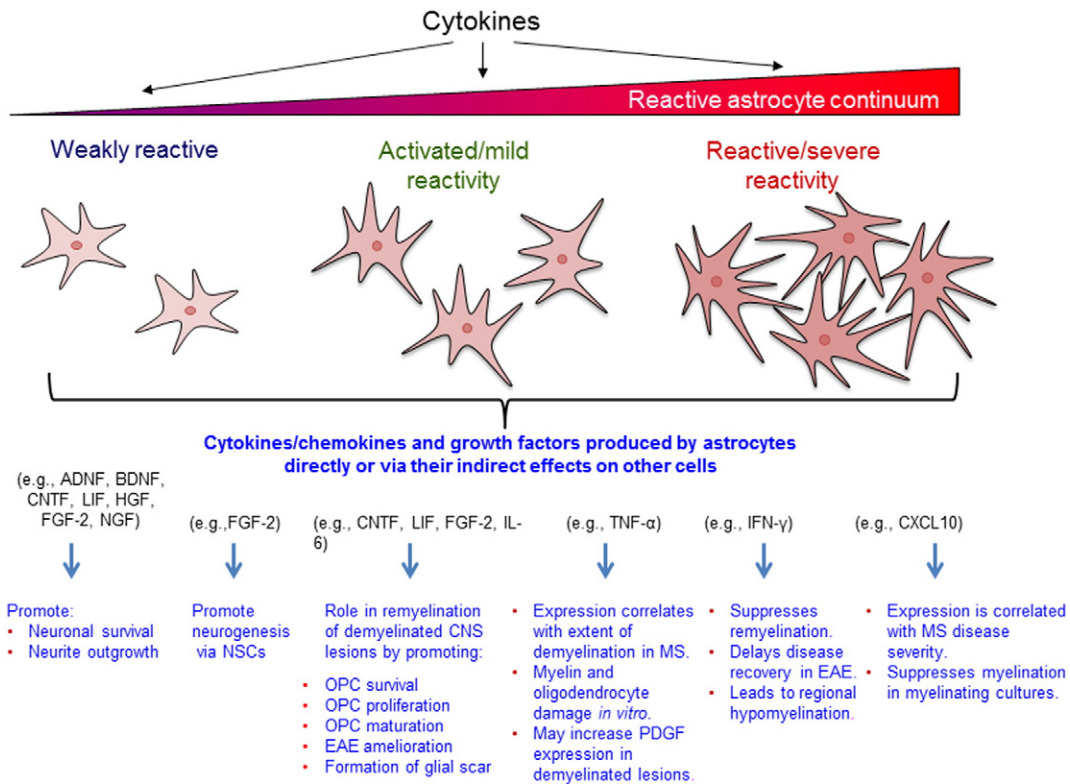 Cytokines
Reactive astrocyte continuum
Weakly reactive
Activated/mild
reactivity
Reactive/severe
reactivity
Cytokines/chemokines and growth factors produced by astrocytes
directly or via their indirect effects on other cells
(e.g., ADNF, BDNF,
CNTF, LIF, HGF,
FGF-2, NGF)
(e.g.,FGF-2)
(e.g., CNTF, LIF, FGF-2, IL-
6)
(e.g., TNF-α)
(e.g., IFN-γ)
(e.g., CXCL10)
Promote:
• Neuronal survival
• Neurite outgrowth
Promote
neurogenesis
via NSCs
Role in remyelination
of demyelinated CNS
lesions by promoting:
• OPC survival
• OPC proliferation
• OPC maturation
• EAE amelioration
• Formation of glial scar
• Expression correlates
with extent of
demyelination in MS.
• Myelin and
oligodendrocyte
damage in vitro.
• May increase PDGF
expression in
demyelinated lesions.
• Suppresses
remyelination.
• Delays disease
recovery in EAE.
• Leads to regional
hypomyelination.
• Expression is correlated
with MS disease
severity.
• Suppresses myelination
in myelinating cultures.